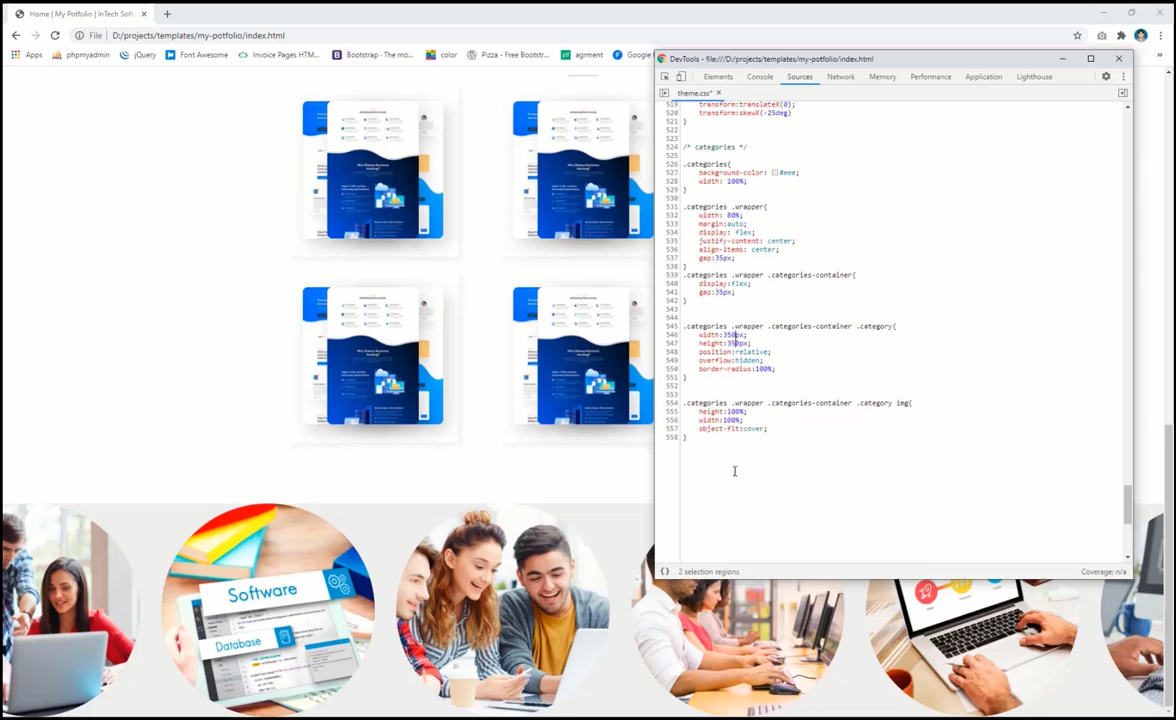 Home | My Potfolio | InTech Soft
File | D:/projects/templates/my-potfolio/index.html
Apps phpmyadmin jQuery Font Awesome Invoice Pages HTM... Bootstrap · The mo... color Pizza - Free Bootstr... agrment Google
DevTools - file:///D:/projects/templates/my-potfolio/index.html
Elements Console Sources Network Memory Performance Application Lighthouse
theme.css*
519 transform:translateX(0);
520 transform:skewX(-25deg)
521 }
522
523
524 /* categories */
525
526 .categories{
527 background-color: #eee;
528 width: 100%;
529 }
530
531 .categories .wrapper{
532 width: 80%;
533 margin:auto;
534 display: flex;
535 justify-content: center;
536 align-items: center;
537 gap:35px;
538 }
539 .categories .wrapper .categories-container{
540 display:flex;
541 gap:35px;
542 }
543
544
545 .categories .wrapper .categories-container .category{
546 width:350px;
547 height:350px;
548 position:relative;
549 overflow:hidden;
550 border-radius:100%;
551 }
552
553
554 .categories .wrapper .categories-container .category img{
555 height:100%;
556 width:100%;
557 object-fit:cover;
558 }
{} 2 selection regions Coverage: n/a
Software
Database